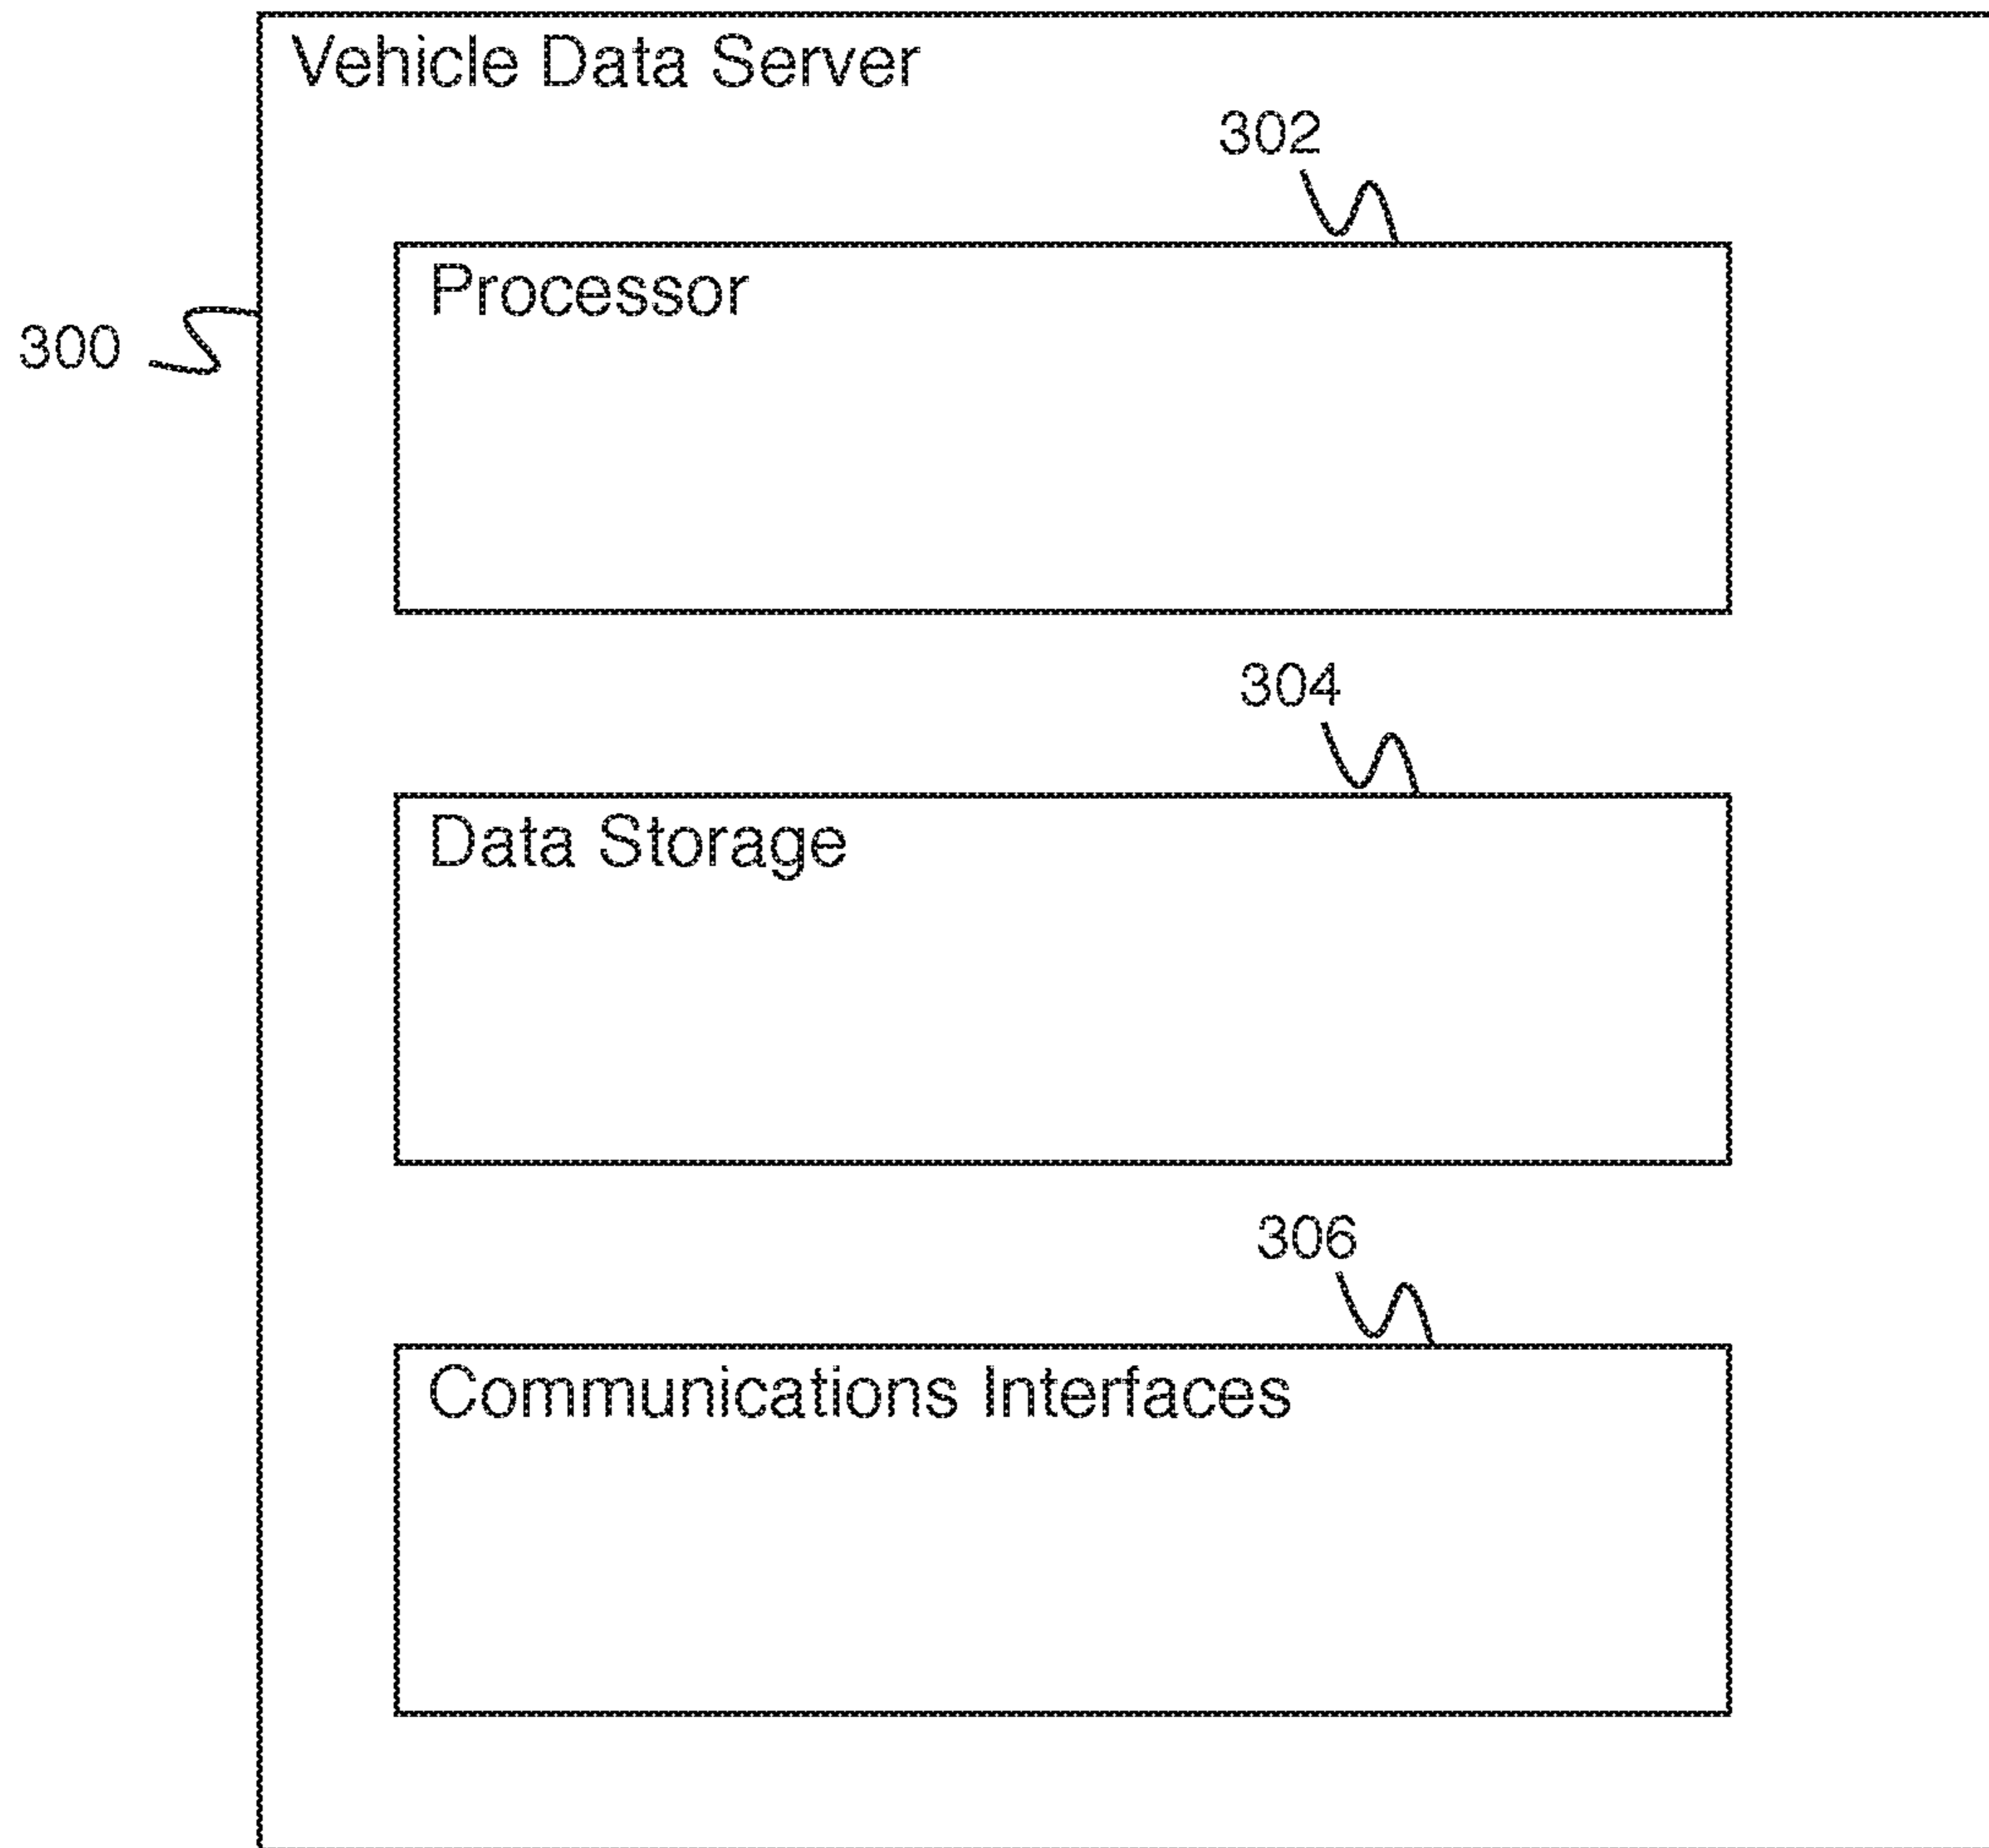 Vehicle Data Server
302
Processor
300
304
Data Storage
306
Communications Interfaces